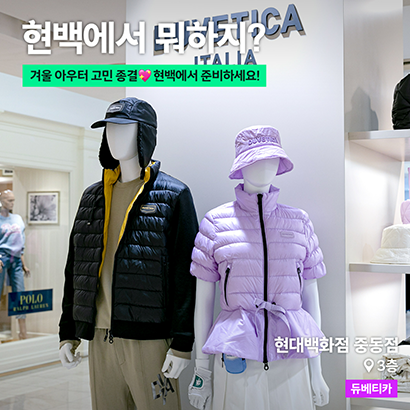 현백에서 뭐하지?
DUVETICA
ITALIA
겨울 아우터 고민 종결💖 현백에서 준비하세요!
POLO
RALPH LAUREN
현대백화점 중동점
3층
듀베티카